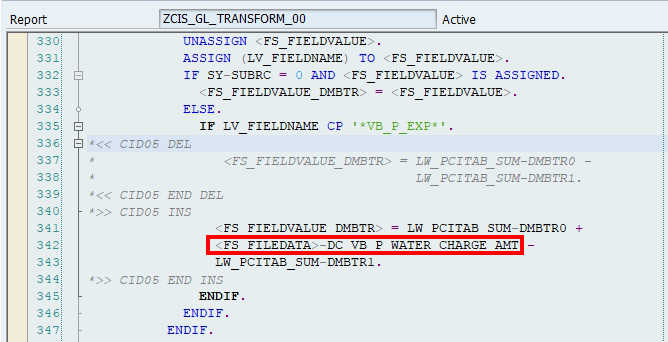 Report ZCIS_GL_TRANSFORM_00 Active
330 UNASSIGN <FS_FIELDVALUE>.
331 ASSIGN (LV_FIELDNAME) TO <FS_FIELDVALUE>.
332 IF SY-SUBRC = 0 AND <FS_FIELDVALUE> IS ASSIGNED.
333 <FS_FIELDVALUE_DMBTR> = <FS_FIELDVALUE>.
334 ELSE.
335 IF LV_FIELDNAME CP '*VB_P_EXP*'.
336 *<< CID05 DEL
337 * <FS_FIELDVALUE_DMBTR> = LW_PCITAB_SUM-DMBTR0 -
338 * LW_PCITAB_SUM-DMBTR1.
339 *<< CID05 END DEL
340 *>> CID05 INS
341 <FS_FIELDVALUE_DMBTR> = LW_PCITAB_SUM-DMBTR0 +
342 <FS_FILEDATA>-DC_VB_P_WATER_CHARGE_AMT -
343 LW_PCITAB_SUM-DMBTR1.
344 *>> CID05 END INS
345 ENDIF.
346 ENDIF.
347 ENDIF.